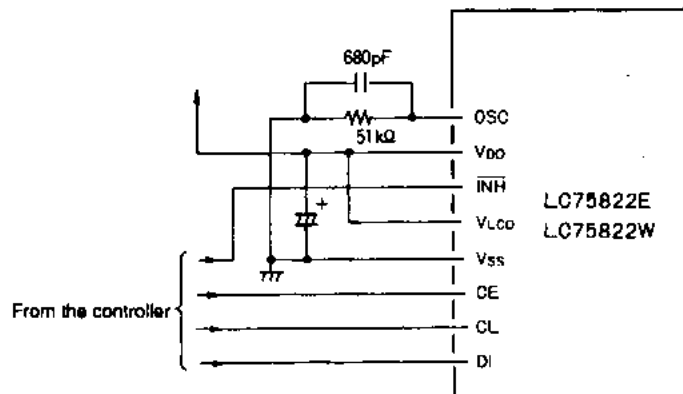 680pF
51kΩ
OSC
VDD
INH
VLCD
VSS
CE
CL
DI
LC75822E
LC75822W
From the controller
+